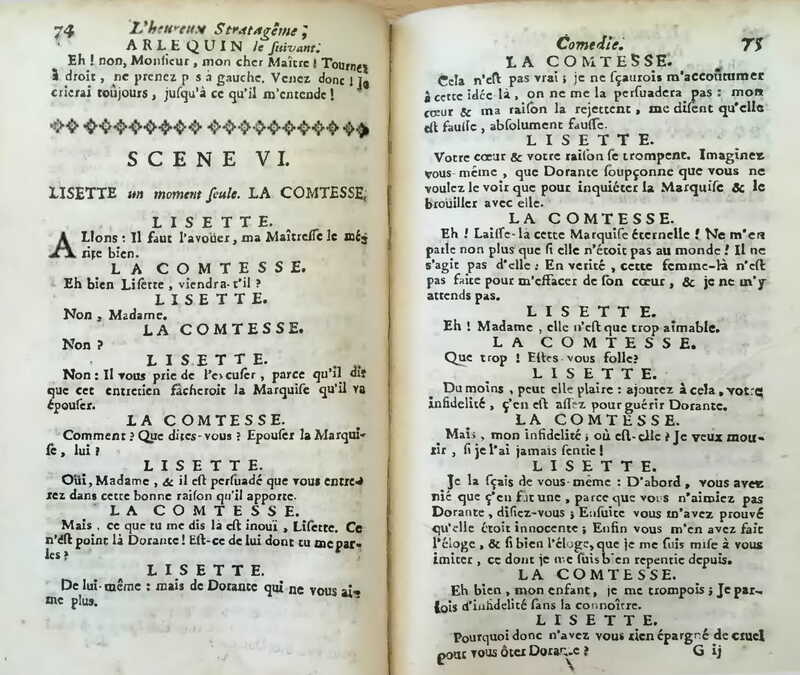 74 L'heureux Stratagême;
ARLEQUIN le ſuivant.
Eh ! non, Monſieur, mon cher Maître ! Tournez
à droit, ne prenez p s à gauche. Venez donc ! Je
crierai toûjours, juſqu'à ce qu'il m'entende !
SCENE VI.
LISETTE un moment ſeule. LA COMTESSE.
LISETTE.
ALlons : Il faut l'avoüer, ma Maîtreſſe le mé-
rite bien.
LA COMTESSE.
Eh bien Liſette, viendra-t'il ?
LISETTE.
Non, Madame.
LA COMTESSE.
Non ?
LISETTE.
Non : Il vous prie de l'excuſer, parce qu'il dit
que cet entretien fâcheroit la Marquiſe qu'il va
épouſer.
LA COMTESSE.
Comment ? Que dites-vous ? Epouſer la Marqui-
ſe, lui ?
LISETTE.
Oüi, Madame, & il eſt perſuadé que vous entre-
rez dans cette bonne raiſon qu'il apporte.
LA COMTESSE.
Mais, ce que tu me dis là eſt inoüi, Liſette. Ce
n'eſt point là Dorante ! Eſt-ce de lui dont tu me par-
les ?
LISETTE.
De lui-même : mais de Dorante qui ne vous ai-
me plus.
Comedie. 75
LA COMTESSE.
Cela n'eſt pas vrai ; je ne ſçaurois m'accoûtumer
à cette idée là, on ne me la perſuadera pas : mon
cœur & ma raiſon la rejettent, me diſent qu'elle
eſt fauſſe, abſolument fauſſe.
LISETTE.
Votre cœur & votre raiſon ſe trompent. Imaginez
vous même, que Dorante ſoupçonne que vous ne
voulez le voir que pour inquiéter la Marquiſe & le
brouiller avec elle.
LA COMTESSE.
Eh ! Laiſſe-là cette Marquiſe éternelle ! Ne m'en
parle non plus que ſi elle n'étoit pas au monde ! Il ne
s'agit pas d'elle : En verité, cette femme-là n'eſt
pas faite pour m'effacer de ſon cœur, & je ne m'y
attends pas.
LISETTE.
Eh ! Madame, elle n'eſt que trop aimable.
LA COMTESSE.
Que trop ! Eſtes-vous folle?
LISETTE.
Du moins, peut elle plaire : ajoutez à cela, votre
infidelité, ç'en eſt aſſez pour guérir Dorante.
LA COMTESSE.
Mais, mon infidelité ; où eſt-elle ? Je veux mou-
rir, ſi je l'ai jamais ſentie !
LISETTE.
Je la ſçais de vous-même : D'abord, vous avez
nié que ç'en fut une, parce que vous n'aimiez pas
Dorante, diſiez-vous ; Enſuite vous m'avez prouvé
qu'elle étoit innocente ; Enfin vous m'en avez fait
l'éloge, & ſi bien l'éloge, que je me ſuis miſe à vous
imiter, ce dont je me ſuis bien repentie depuis.
LA COMTESSE.
Eh bien, mon enfant, je me trompois ; Je par-
lois d'infidelité ſans la connoître.
LISETTE.
Pourquoi donc n'avez vous rien épargné de cruel
pour vous ôter Dorante ? G ij